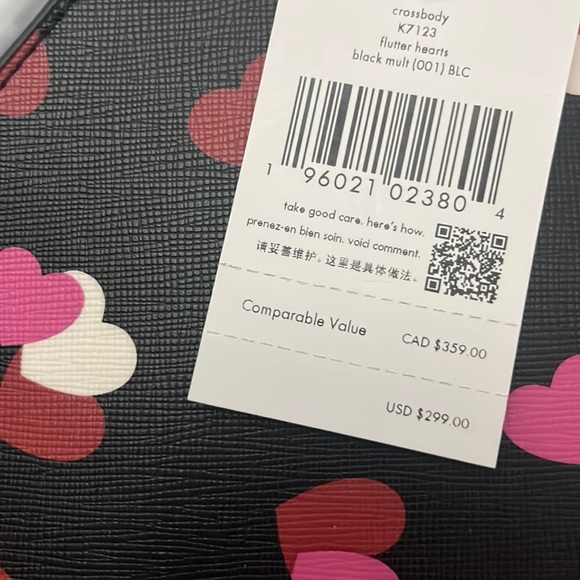 crossbody
K7123
flutter hearts
black mult (001) BLC
1 96021 02380 4
take good care. here's how.
prenez-en bien soin. voici comment.
请妥善维护。这里是具体做法。
Comparable Value CAD $359.00
USD $299.00